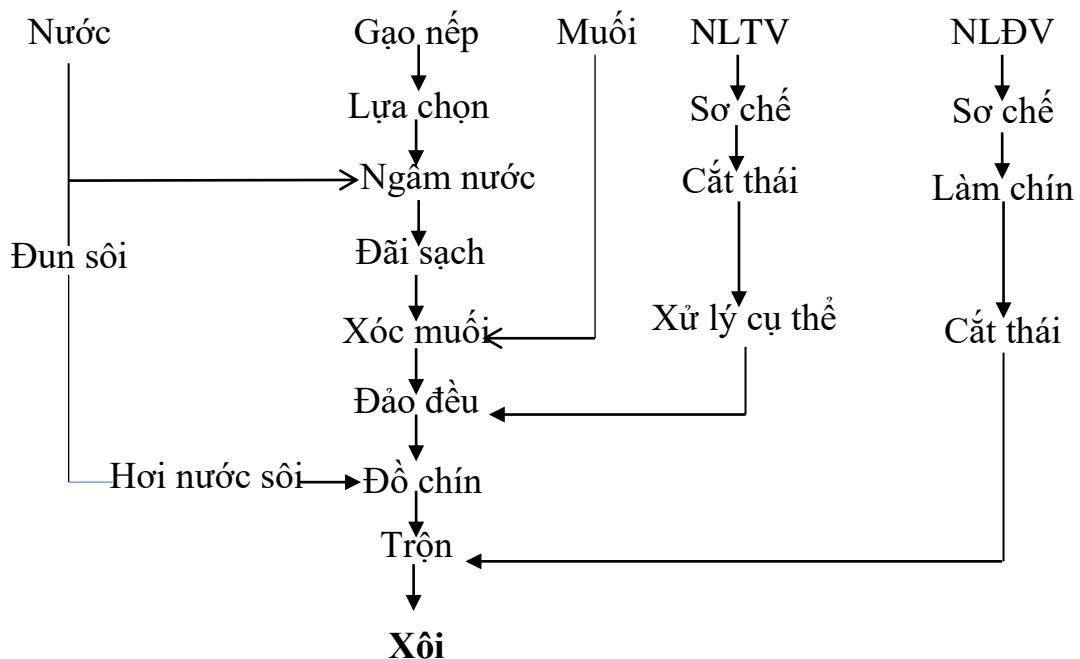 Nước Gạo nếp Muối NLTV NLĐV
Lựa chọn Sơ chế Sơ chế
Ngâm nước Cắt thái Làm chín
Đun sôi Đãi sạch
Xóc muối Xử lý cụ thể Cắt thái
Đảo đều
Hơi nước sôi Đồ chín
Trộn
Xôi